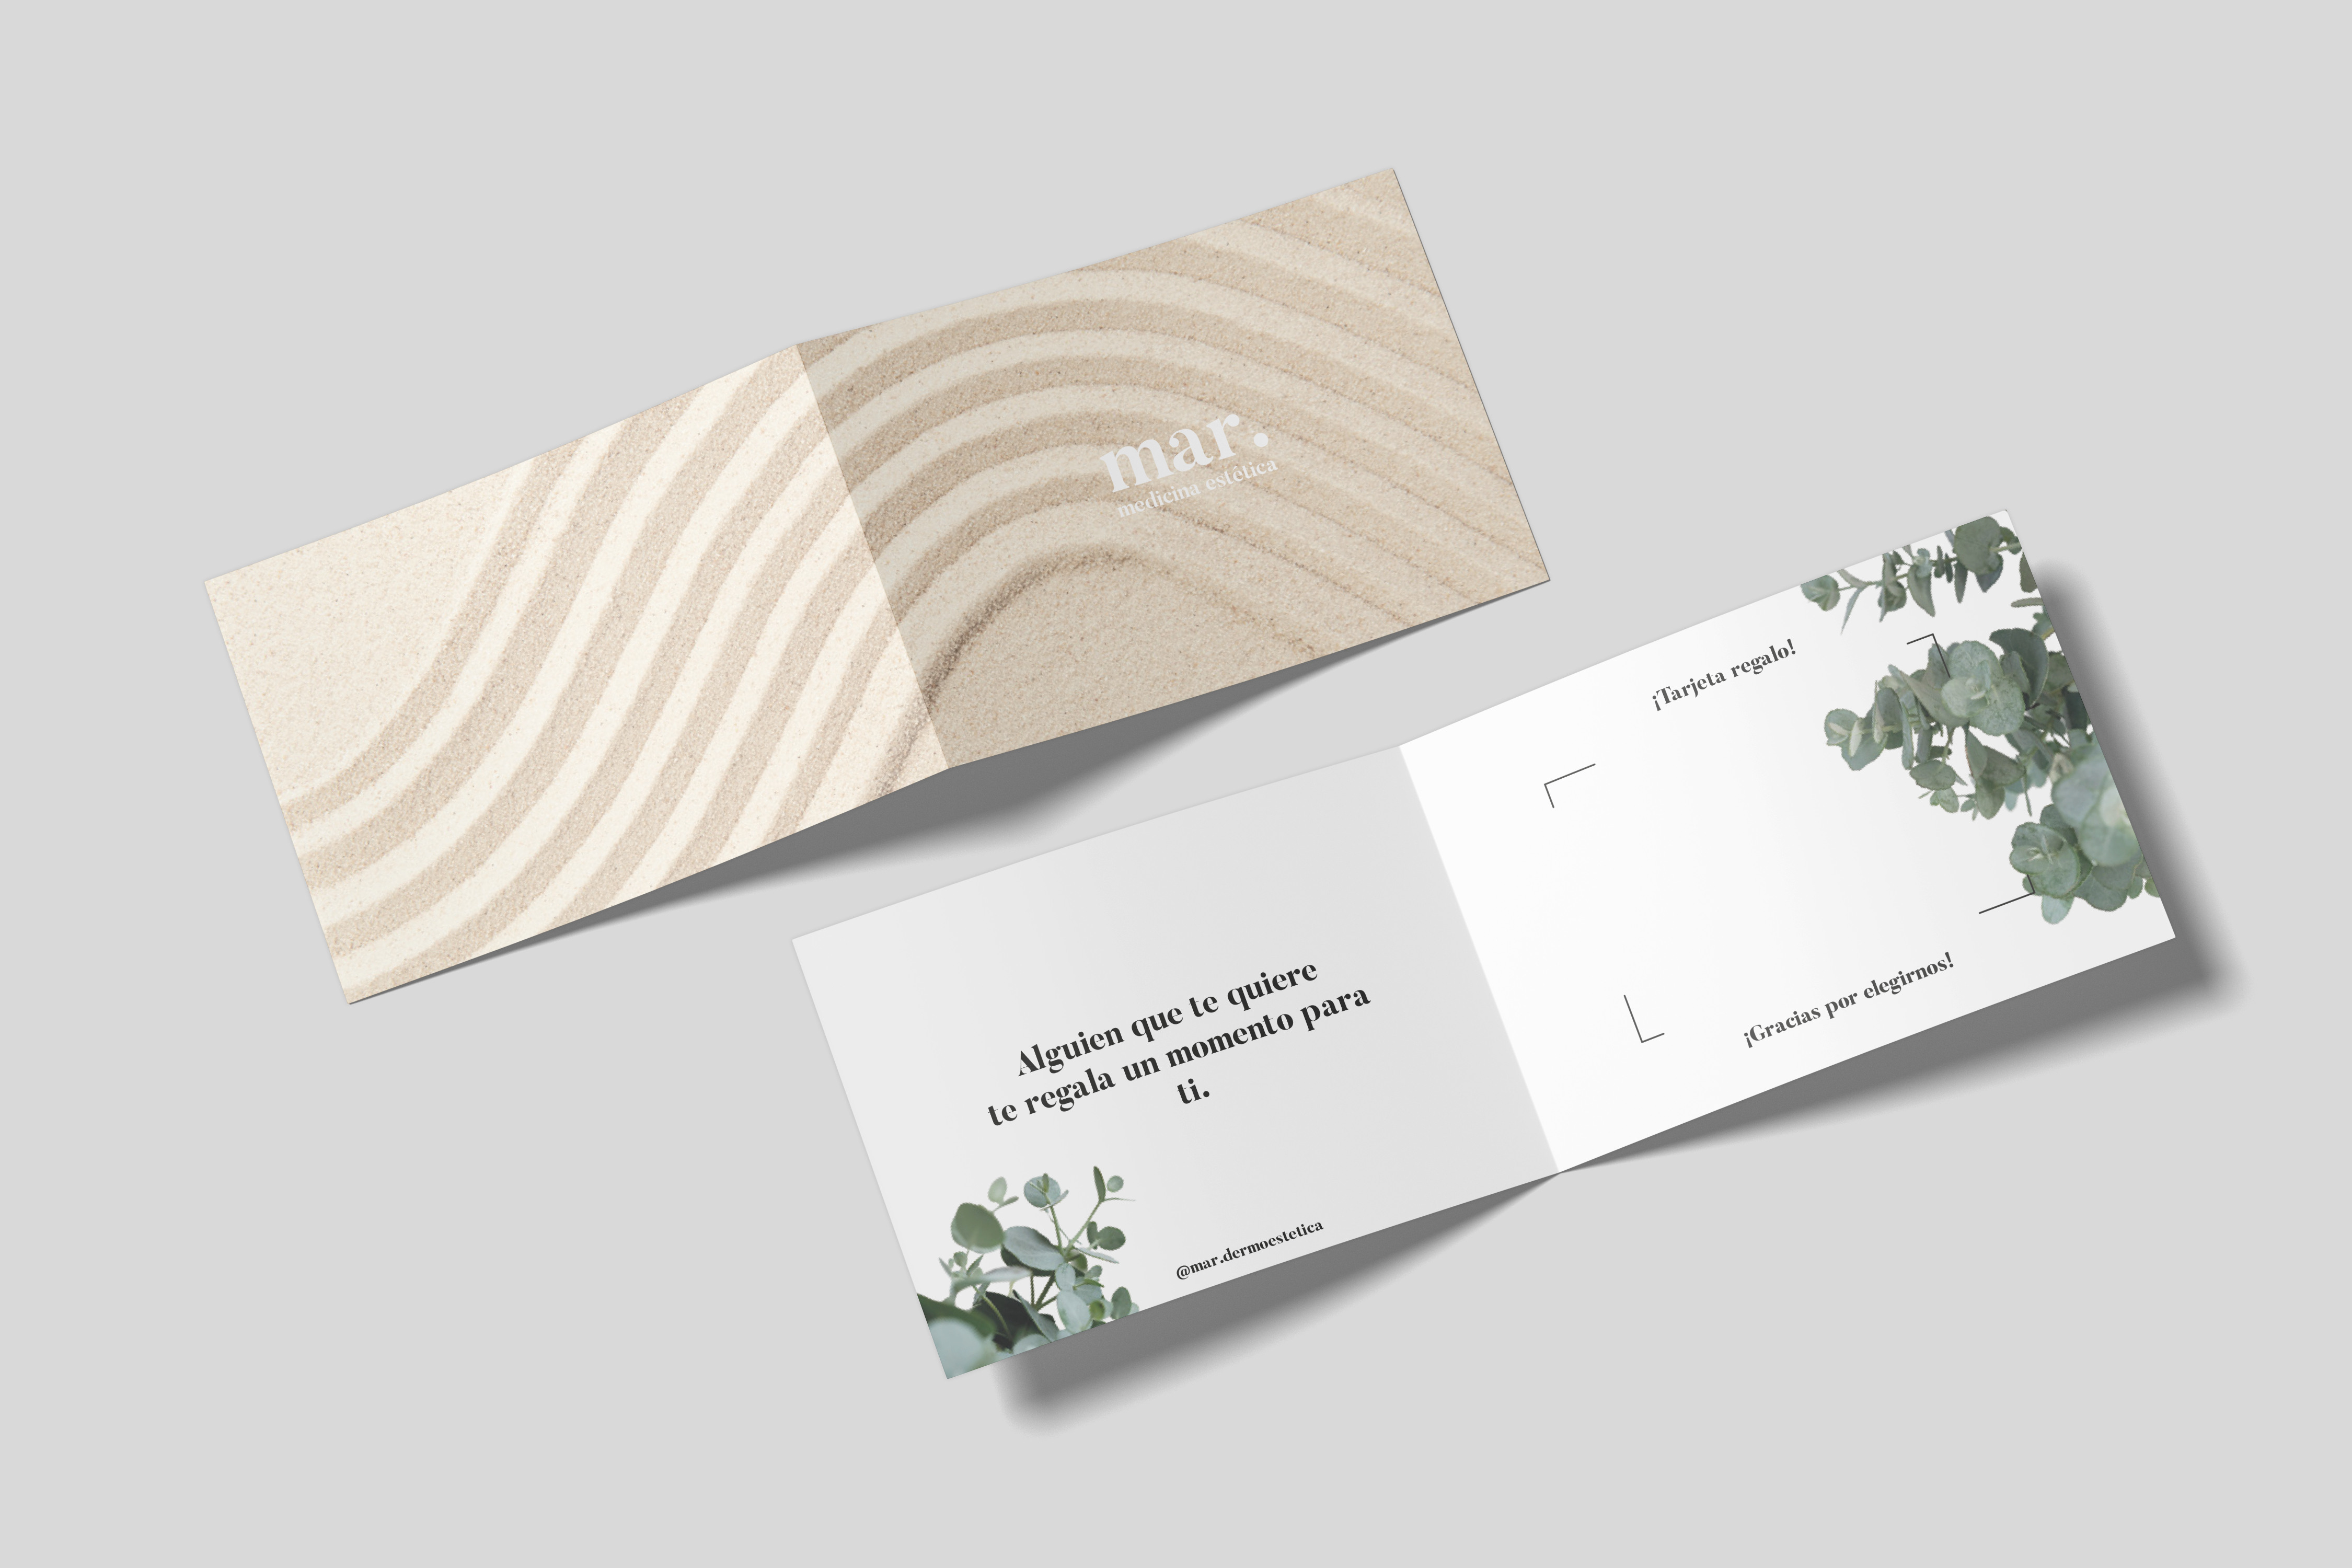 mar.
medicina estética
¡Tarjeta regalo!
Alguien que te quiere
te regala un momento para
ti.
¡Gracias por elegirnos!
@mar.dermoestetica